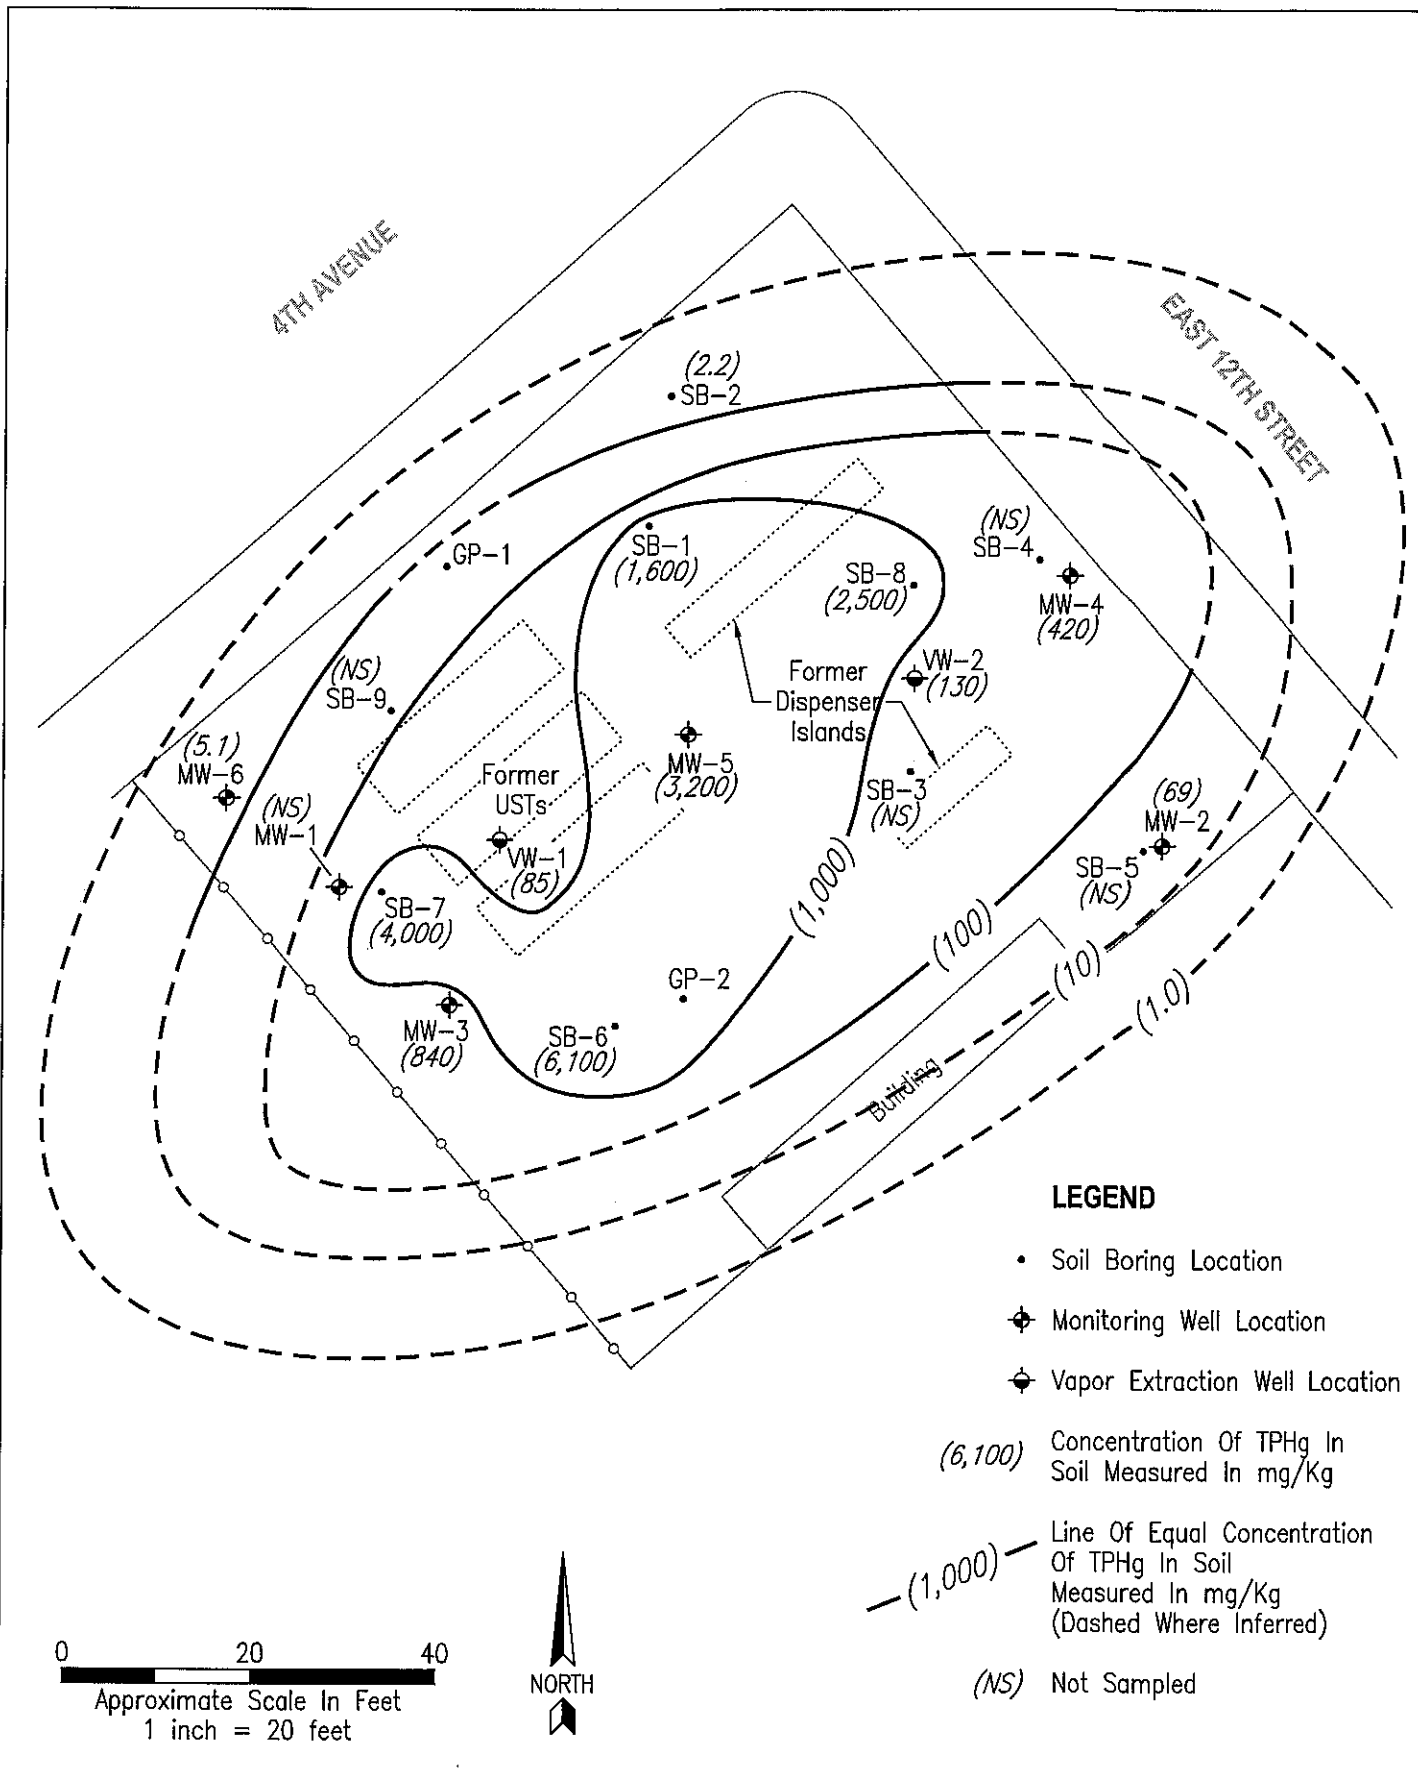 4TH AVENUE
EAST 12TH STREET
(2.2)
SB-2
GP-1
SB-1
(1,600)
(NS)
SB-4
SB-8
(2,500)
MW-4
(420)
(NS)
SB-9
Former
Dispenser
Islands
VW-2
(130)
(5.1)
MW-6
MW-5
(3,200)
Former
USTs
SB-3
(NS)
(69)
MW-2
(NS)
MW-1
VW-1
(85)
SB-5
(NS)
SB-7
(4,000)
(1,000)
(100)
(10)
(1.0)
GP-2
MW-3
(840)
SB-6
(6,100)
Building
LEGEND
Soil Boring Location
Monitoring Well Location
Vapor Extraction Well Location
(6,100)
Concentration Of TPHg In
Soil Measured In mg/Kg
(1,000)
Line Of Equal Concentration
Of TPHg In Soil
Measured In mg/Kg
(Dashed Where Inferred)
(NS)
Not Sampled
0 20 40
Approximate Scale In Feet
1 inch = 20 feet
NORTH